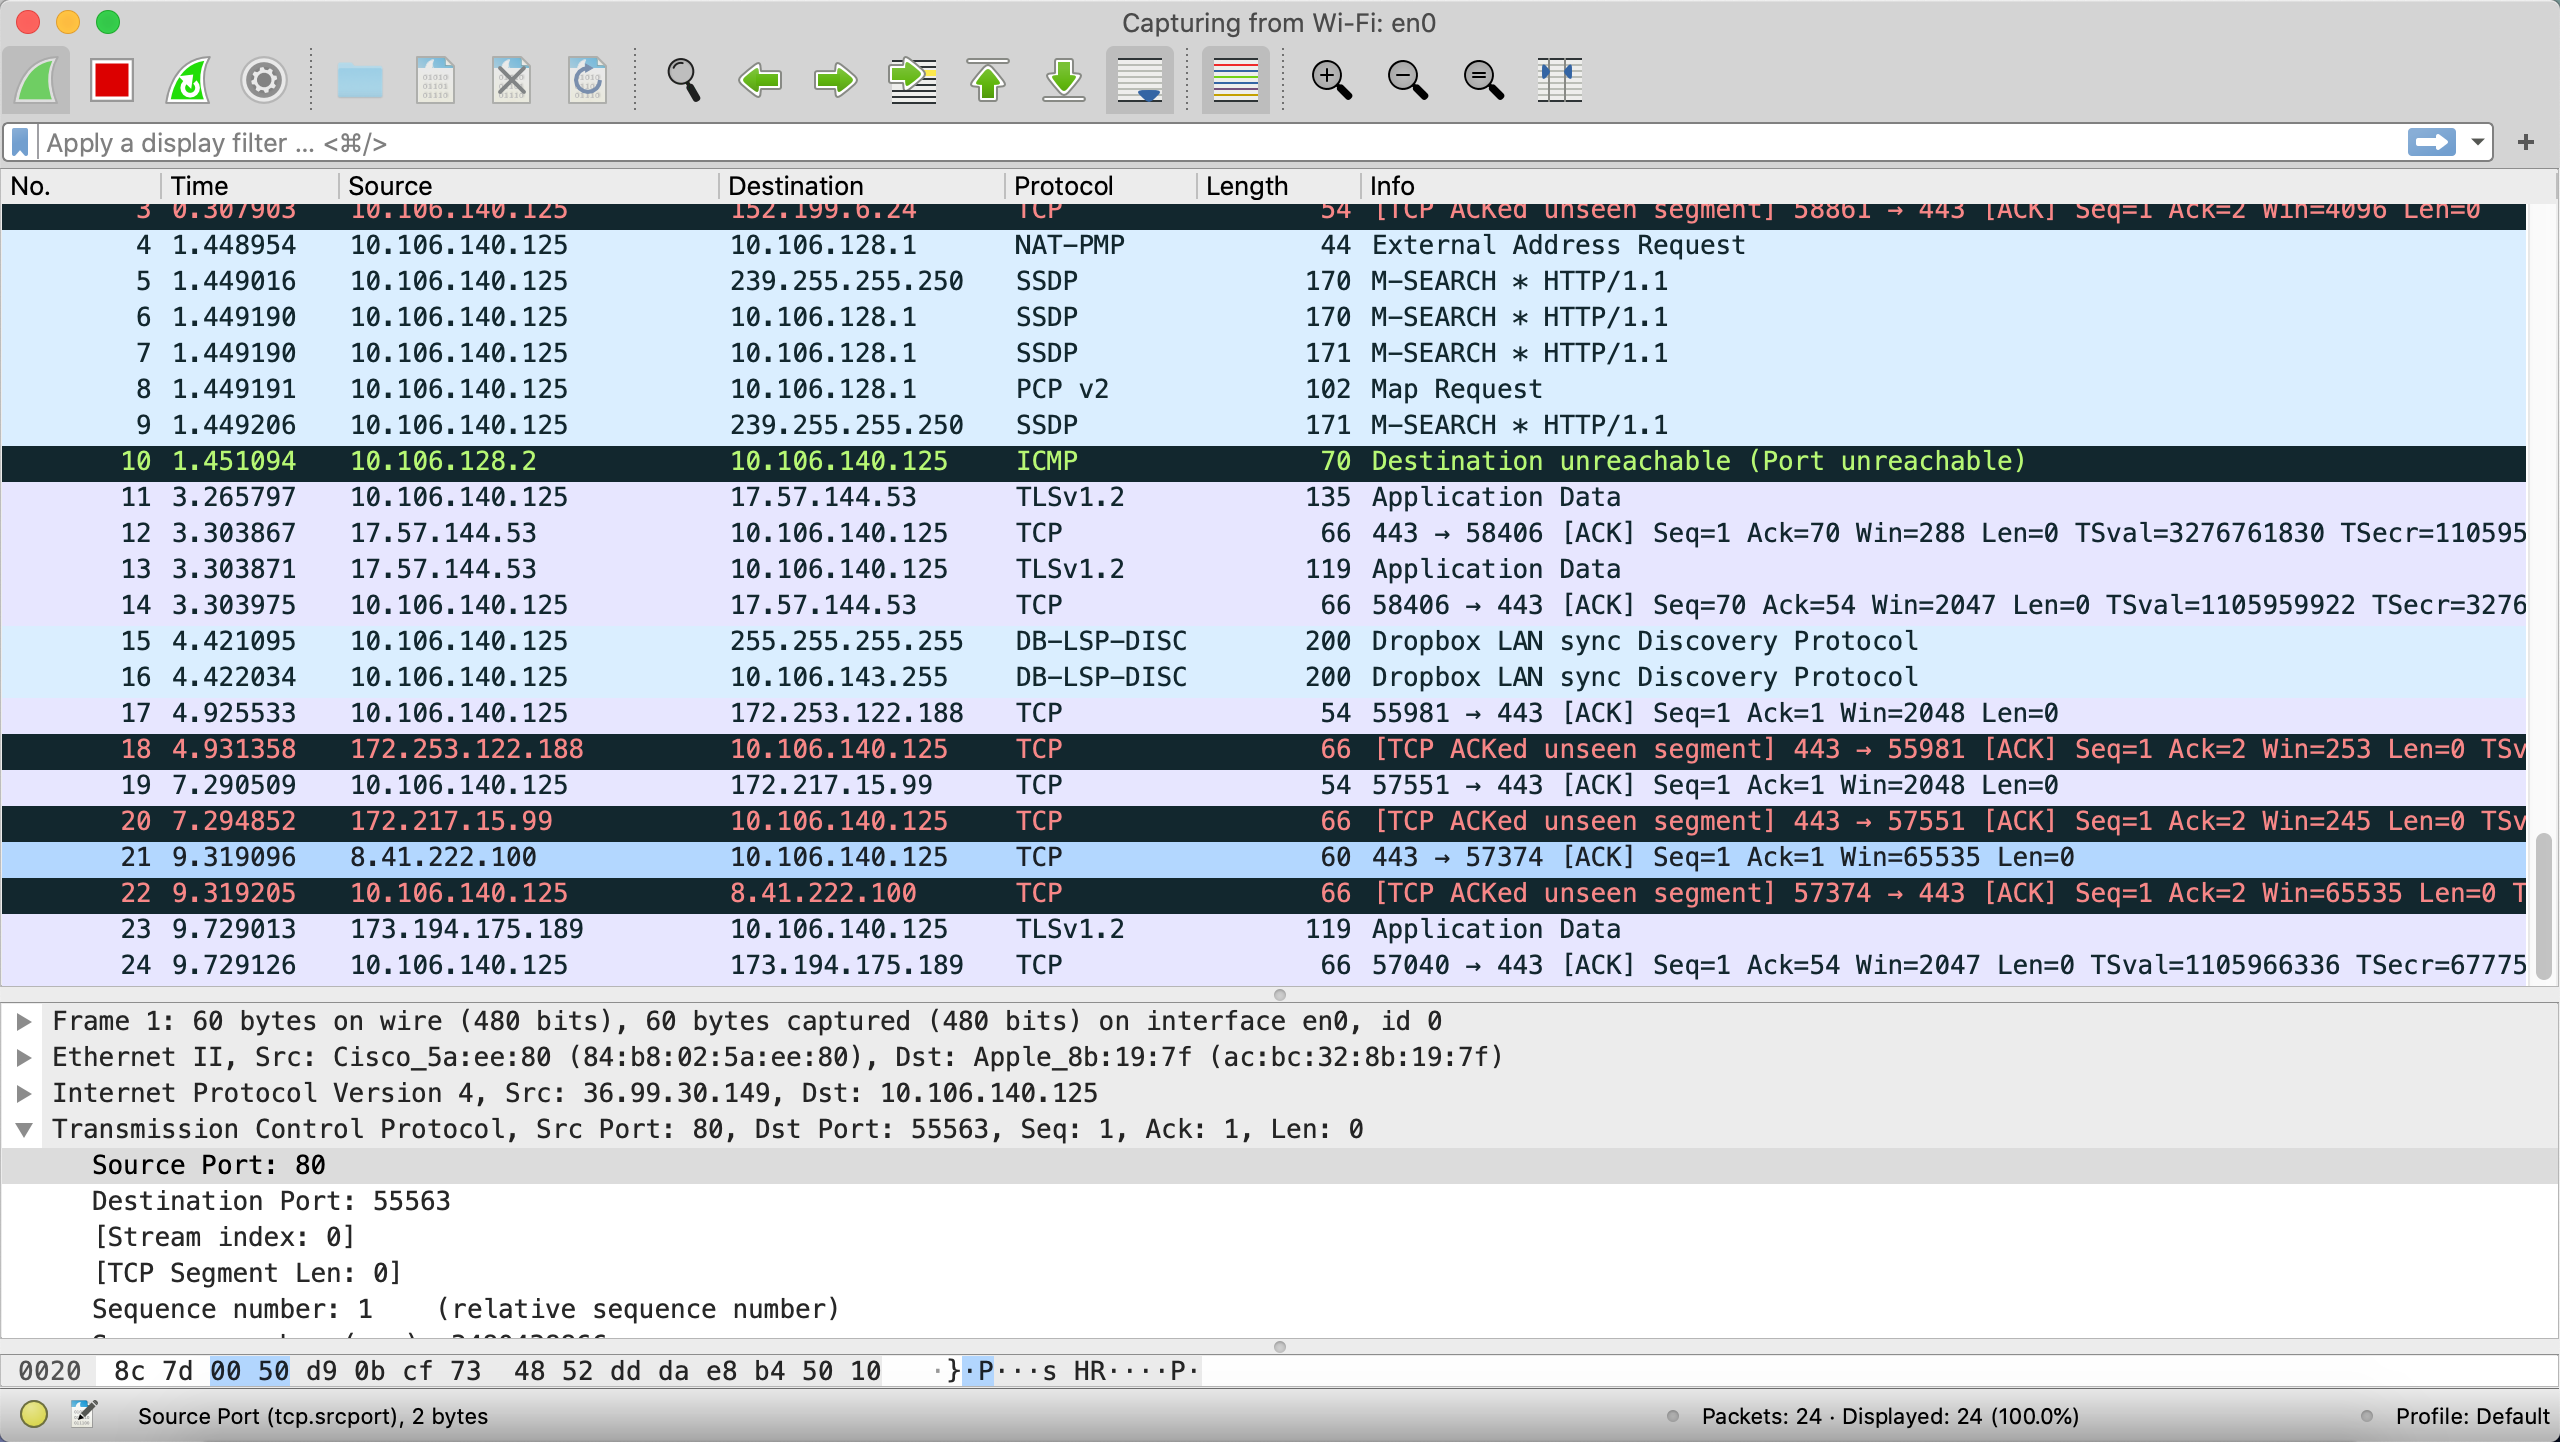 Capturing from Wi-Fi: en0
Apply a display filter ... <⌘/>
No. Time Source Destination Protocol Length Info
3 0.307903 10.106.140.125 152.199.6.24 TCP 54 [TCP ACKed unseen segment] 58861 → 443 [ACK] Seq=1 Ack=2 Win=4096 Len=0
4 1.448954 10.106.140.125 10.106.128.1 NAT-PMP 44 External Address Request
5 1.449016 10.106.140.125 239.255.255.250 SSDP 170 M-SEARCH * HTTP/1.1
6 1.449190 10.106.140.125 10.106.128.1 SSDP 170 M-SEARCH * HTTP/1.1
7 1.449190 10.106.140.125 10.106.128.1 SSDP 171 M-SEARCH * HTTP/1.1
8 1.449191 10.106.140.125 10.106.128.1 PCP v2 102 Map Request
9 1.449206 10.106.140.125 239.255.255.250 SSDP 171 M-SEARCH * HTTP/1.1
10 1.451094 10.106.128.2 10.106.140.125 ICMP 70 Destination unreachable (Port unreachable)
11 3.265797 10.106.140.125 17.57.144.53 TLSv1.2 135 Application Data
12 3.303867 17.57.144.53 10.106.140.125 TCP 66 443 → 58406 [ACK] Seq=1 Ack=70 Win=288 Len=0 TSval=3276761830 TSecr=110595
13 3.303871 17.57.144.53 10.106.140.125 TLSv1.2 119 Application Data
14 3.303975 10.106.140.125 17.57.144.53 TCP 66 58406 → 443 [ACK] Seq=70 Ack=54 Win=2047 Len=0 TSval=1105959922 TSecr=3276
15 4.421095 10.106.140.125 255.255.255.255 DB-LSP-DISC 200 Dropbox LAN sync Discovery Protocol
16 4.422034 10.106.140.125 10.106.143.255 DB-LSP-DISC 200 Dropbox LAN sync Discovery Protocol
17 4.925533 10.106.140.125 172.253.122.188 TCP 54 55981 → 443 [ACK] Seq=1 Ack=1 Win=2048 Len=0
18 4.931358 172.253.122.188 10.106.140.125 TCP 66 [TCP ACKed unseen segment] 443 → 55981 [ACK] Seq=1 Ack=2 Win=253 Len=0 TSv
19 7.290509 10.106.140.125 172.217.15.99 TCP 54 57551 → 443 [ACK] Seq=1 Ack=1 Win=2048 Len=0
20 7.294852 172.217.15.99 10.106.140.125 TCP 66 [TCP ACKed unseen segment] 443 → 57551 [ACK] Seq=1 Ack=2 Win=245 Len=0 TSv
21 9.319096 8.41.222.100 10.106.140.125 TCP 60 443 → 57374 [ACK] Seq=1 Ack=1 Win=65535 Len=0
22 9.319205 10.106.140.125 8.41.222.100 TCP 66 [TCP ACKed unseen segment] 57374 → 443 [ACK] Seq=1 Ack=2 Win=65535 Len=0 T
23 9.729013 173.194.175.189 10.106.140.125 TLSv1.2 119 Application Data
24 9.729126 10.106.140.125 173.194.175.189 TCP 66 57040 → 443 [ACK] Seq=1 Ack=54 Win=2047 Len=0 TSval=1105966336 TSecr=67775
Frame 1: 60 bytes on wire (480 bits), 60 bytes captured (480 bits) on interface en0, id 0
Ethernet II, Src: Cisco_5a:ee:80 (84:b8:02:5a:ee:80), Dst: Apple_8b:19:7f (ac:bc:32:8b:19:7f)
Internet Protocol Version 4, Src: 36.99.30.149, Dst: 10.106.140.125
Transmission Control Protocol, Src Port: 80, Dst Port: 55563, Seq: 1, Ack: 1, Len: 0
Source Port: 80
Destination Port: 55563
[Stream index: 0]
[TCP Segment Len: 0]
Sequence number: 1 (relative sequence number)
0020 8c 7d 00 50 d9 0b cf 73 48 52 dd da e8 b4 50 10 ·}·P···s HR····P·
Source Port (tcp.srcport), 2 bytes
Packets: 24 · Displayed: 24 (100.0%)
Profile: Default